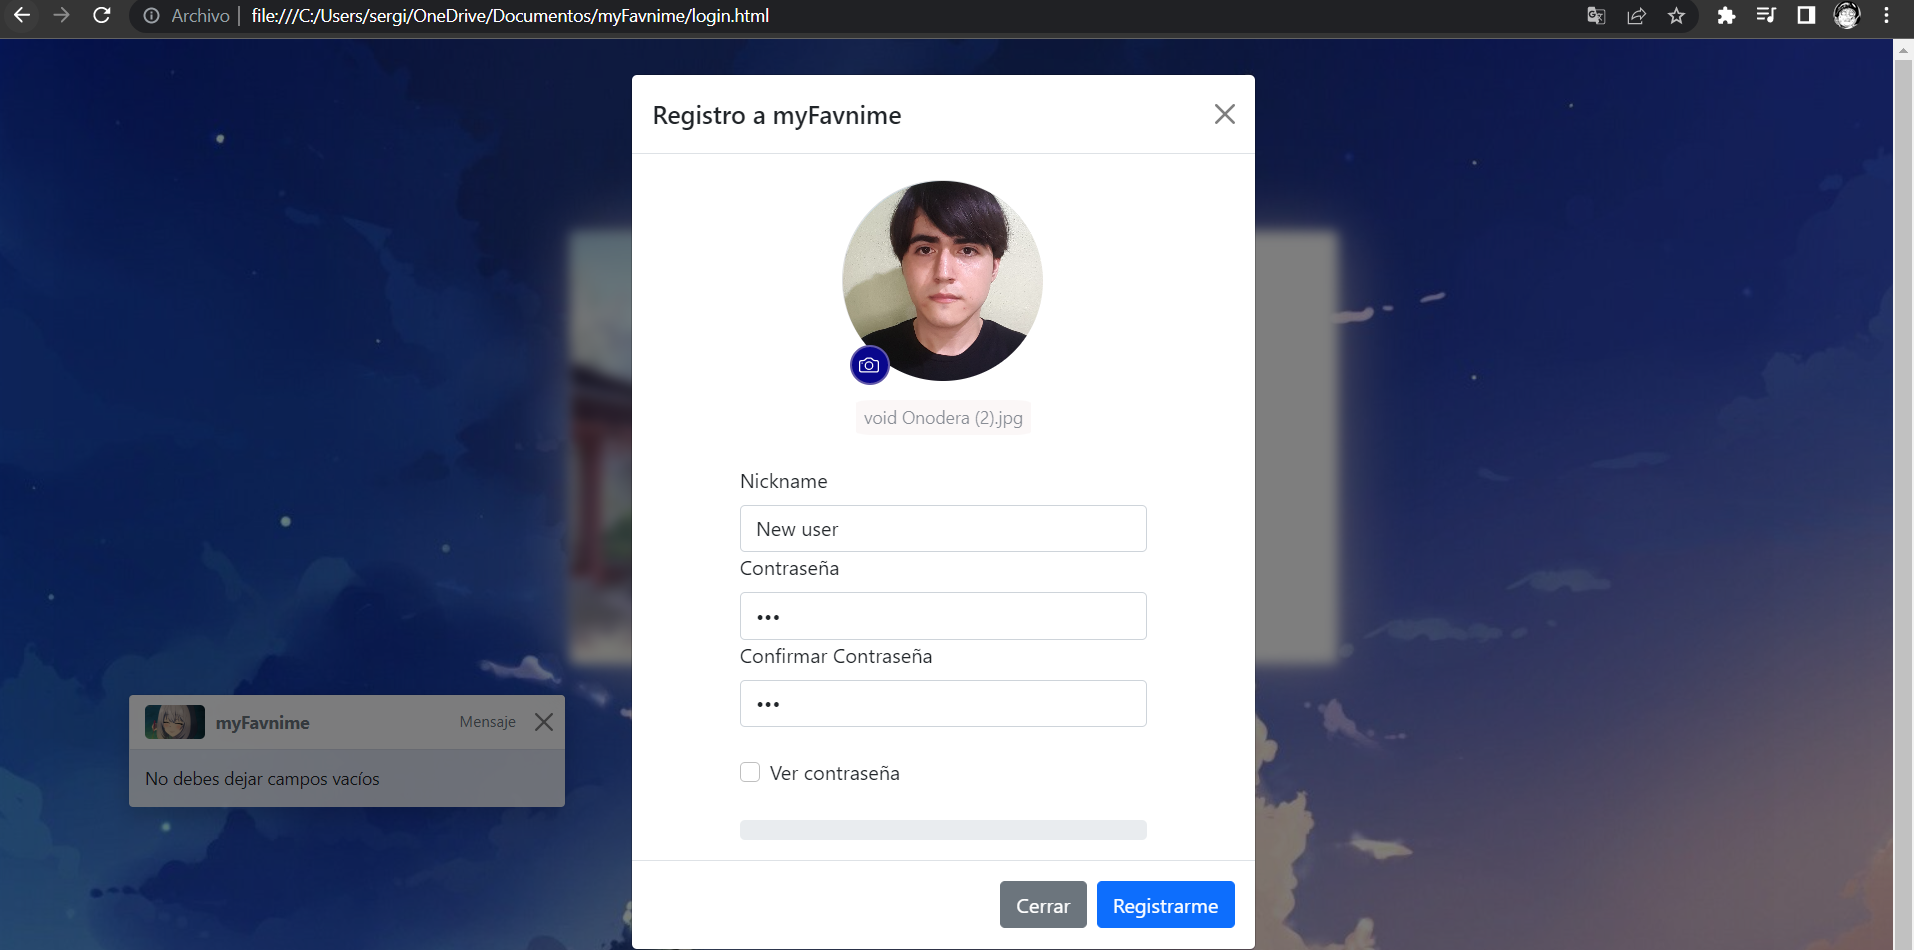 Archivo | file:///C:/Users/sergi/OneDrive/Documentos/myFavnime/login.html
Registro a myFavnime
void Onodera (2).jpg
Nickname
New user
Contraseña
•••
Confirmar Contraseña
•••
Ver contraseña
Cerrar
Registrarme
myFavnime
Mensaje
No debes dejar campos vacíos